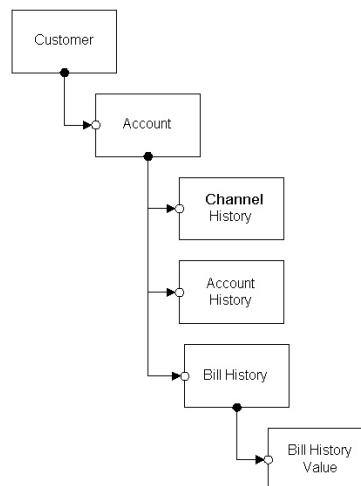 Customer
Account
Channel
History
Account
History
Bill History
Bill History
Value